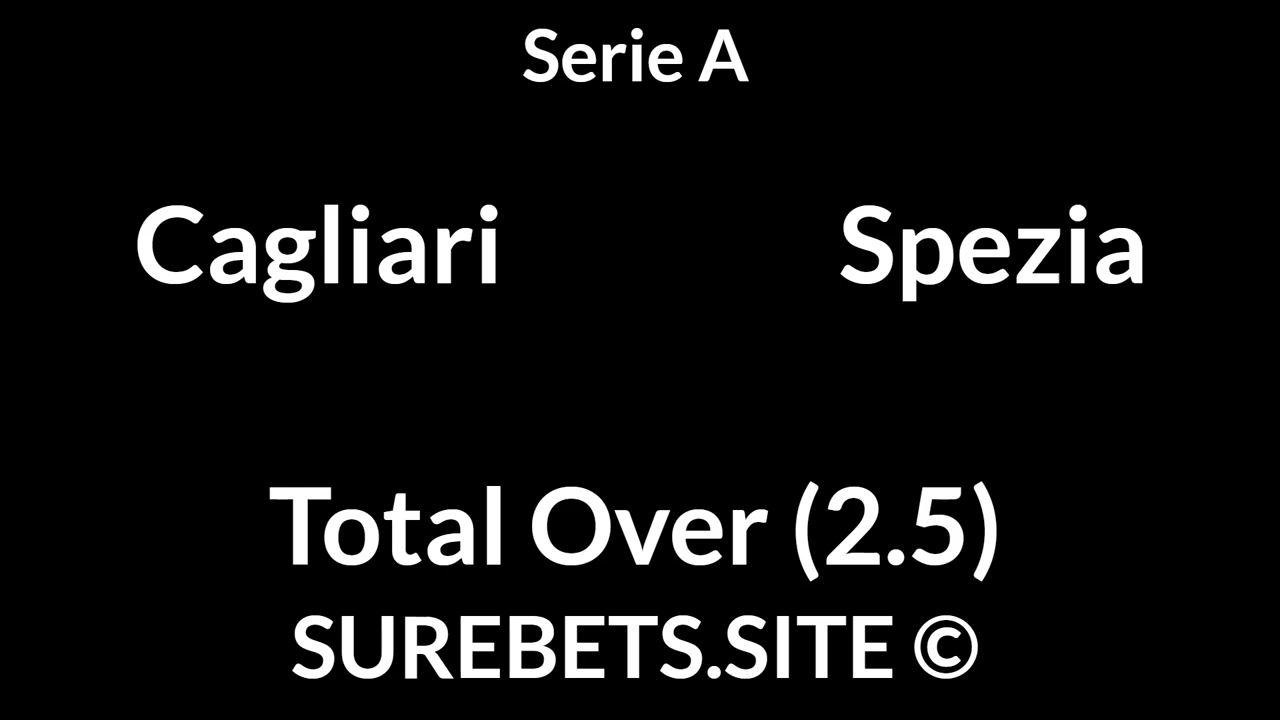 Serie A
Cagliari Spezia
Total Over (2.5)
SUREBETS.SITE ©